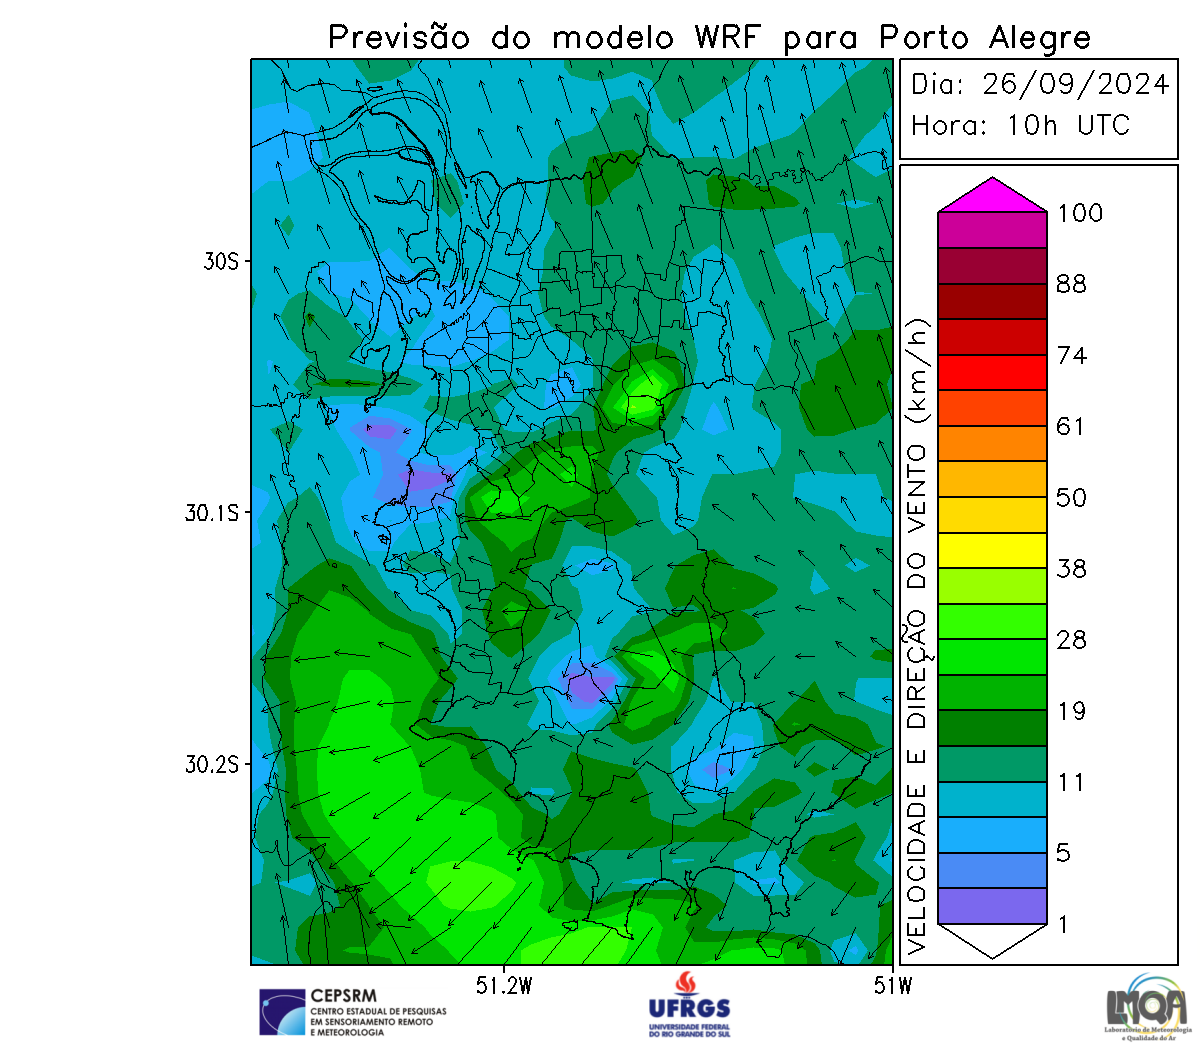 Previsão do modelo WRF para Porto Alegre
Dia: 26/09/2024
Hora: 10h UTC
100
88
74
61
50
38
28
19
11
5
1
VELOCIDADE E DIREÇÃO DO VENTO (km/h)
30S
30.1S
30.2S
51.2W
51W
CEPSRM
CENTRO ESTADUAL DE PESQUISAS
EM SENSORIAMENTO REMOTO
E METEOROLOGIA
UFRGS
UNIVERSIDADE FEDERAL
DO RIO GRANDE DO SUL
LMQA
Laboratório de Meteorologia
e Qualidade do Ar